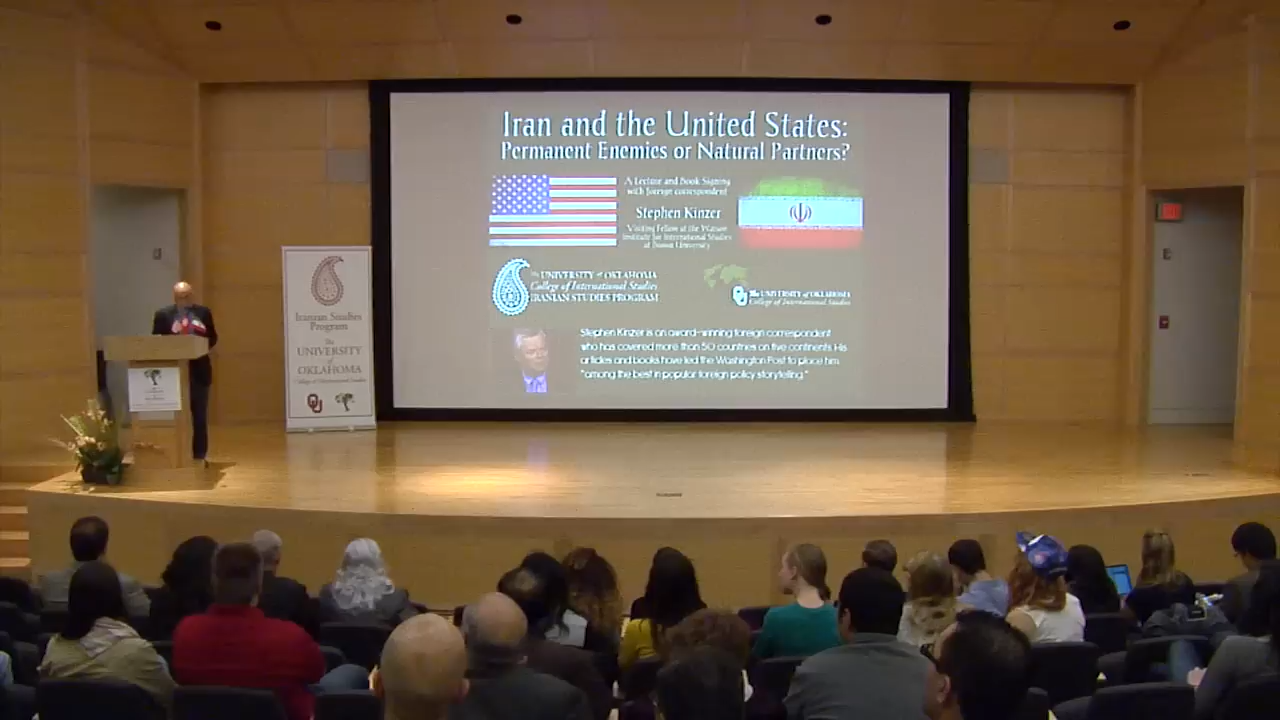 Iran and the United States:
Permanent Enemies or Natural Partners?
A Lecture and Book Signing
with foreign correspondent
Stephen Kinzer
Visiting Fellow at the Watson
Institute for International Studies
at Brown University
The UNIVERSITY of OKLAHOMA
College of International Studies
IRANIAN STUDIES PROGRAM
The UNIVERSITY of OKLAHOMA
College of International Studies
Stephen Kinzer is an award-winning foreign correspondent
who has covered more than 50 countries on five continents. His
articles and books have led the Washington Post to place him
"among the best in popular foreign policy storytelling."
Iranian Studies
Program
The
UNIVERSITY
of
OKLAHOMA
College of International Studies
OU